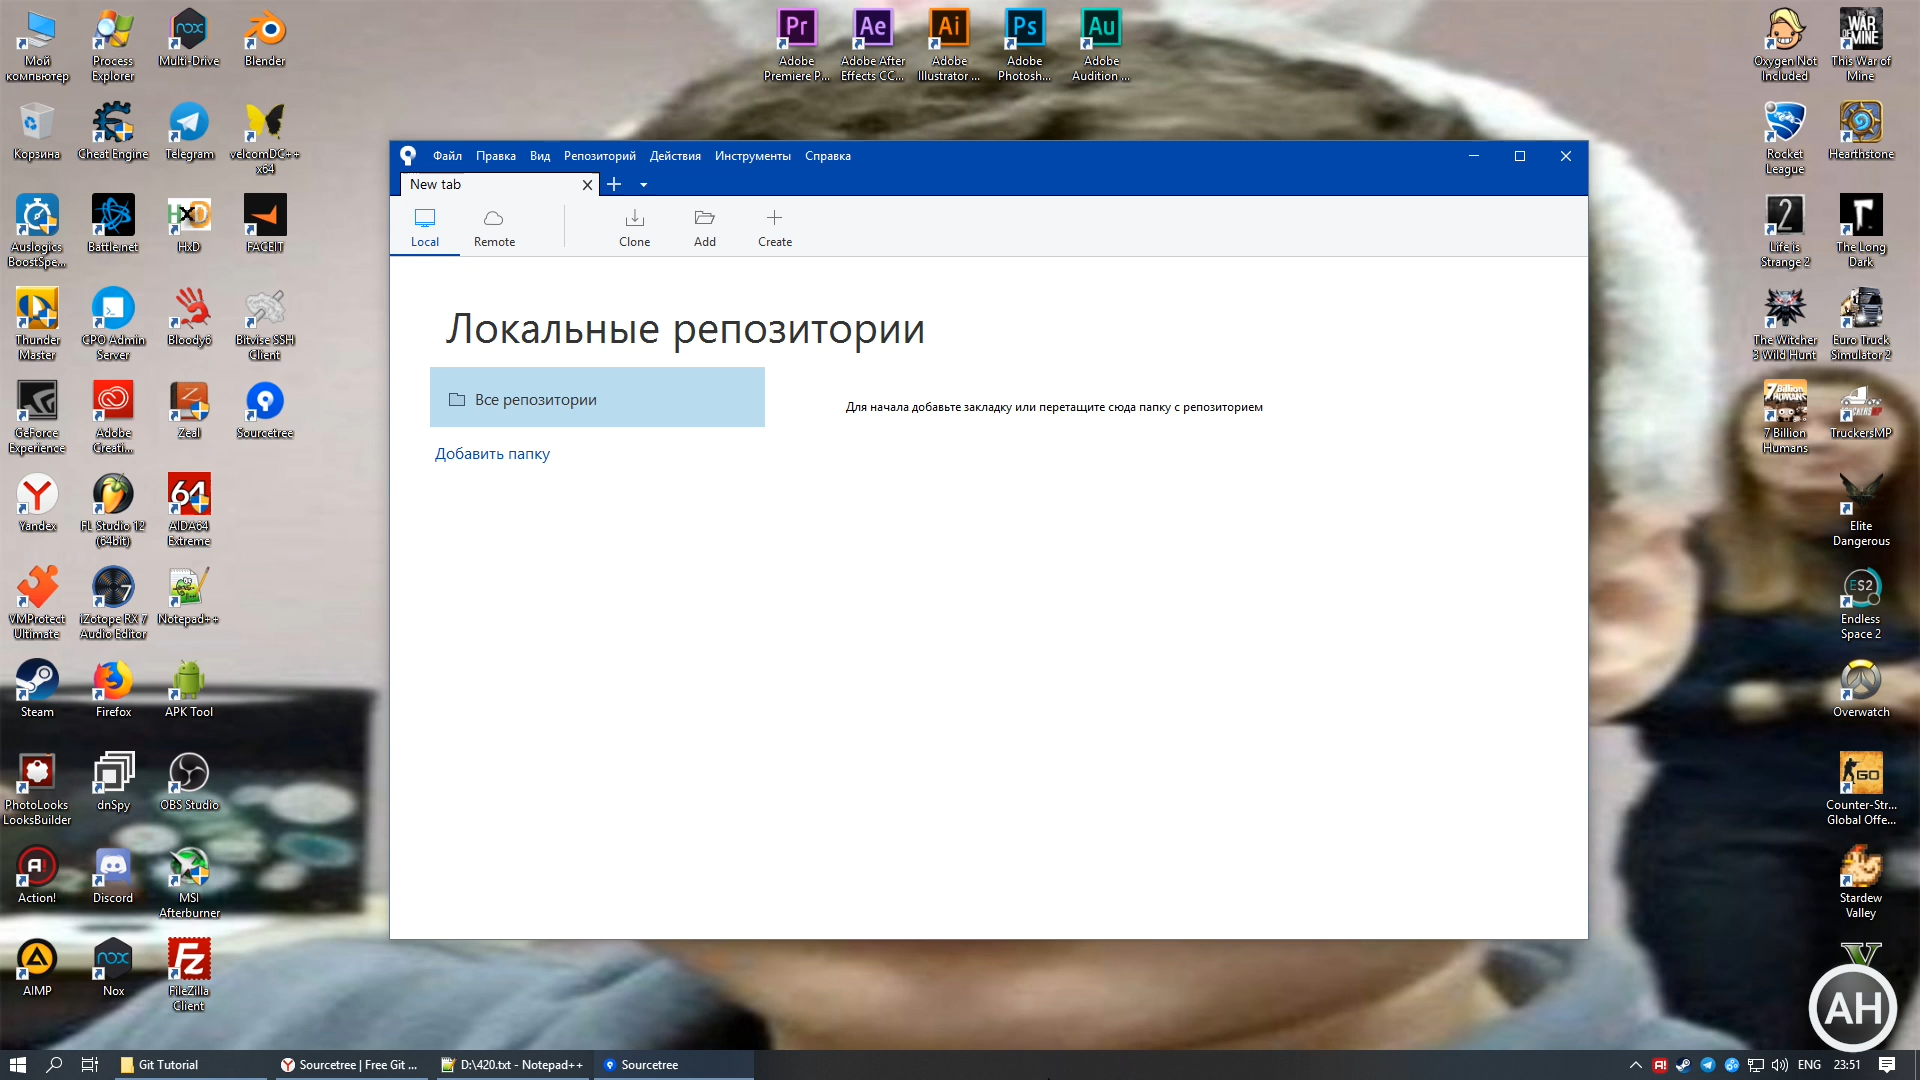 Мой
компьютер
Process
Explorer
Multi-Drive
Blender
Корзина
Cheat Engine
Telegram
velcomDC++
x64
Auslogics
BoostSpe...
Battle.net
HxD
FACEIT
Thunder
Master
CPO Admin
Server
Bloody6
Bitvise SSH
Client
GeForce
Experience
Adobe
Creati...
Zeal
Sourcetree
Yandex
FL Studio 12
(64bit)
AIDA64
Extreme
VMProtect
Ultimate
iZotope RX 7
Audio Editor
Notepad++
Steam
Firefox
APK Tool
PhotoLooks
LooksBuilder
dnSpy
OBS Studio
Action!
Discord
MSI
Afterburner
AIMP
Nox
FileZilla
Client
Pr
Ae
Ai
Ps
Au
Adobe
Premiere P...
Adobe After
Effects CC...
Adobe
Illustrator ...
Adobe
Photosh...
Adobe
Audition ...
Файл Правка Вид Репозиторий Действия Инструменты Справка
New tab
Local Remote Clone Add Create
Локальные репозитории
Все репозитории
Для начала добавьте закладку или перетащите сюда папку с репозиторием
Добавить папку
Oxygen Not
Included
This War of
Mine
Rocket
League
Hearthstone
Life is
Strange 2
The Long
Dark
The Witcher
3 Wild Hunt
Euro Truck
Simulator 2
7 Billion
Humans
TruckersMP
Elite
Dangerous
ES2
Endless
Space 2
Overwatch
GO
Counter-Str...
Global Offe...
Stardew
Valley
AH
Git Tutorial
Sourcetree | Free Git ...
D:\420.txt - Notepad++
Sourcetree
ENG 23:51